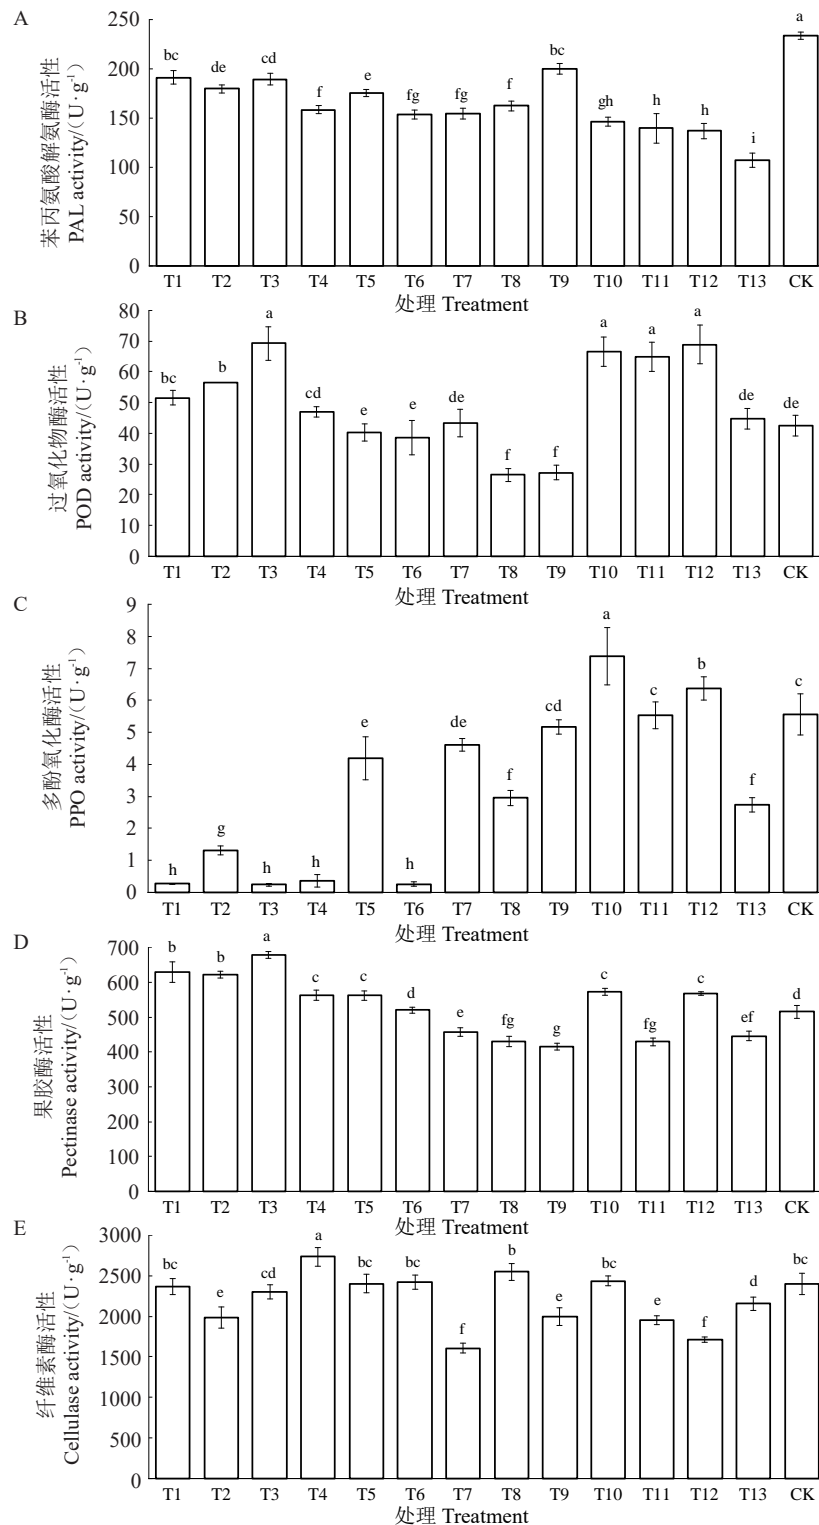 A
250
200
150
100
50
0
苯丙氨酸解氨酶活性
PAL activity/(U·g⁻¹)
bc de cd f e fg fg f bc gh h h i a
T1 T2 T3 T4 T5 T6 T7 T8 T9 T10 T11 T12 T13 CK
处理 Treatment
B
80
70
60
50
40
30
20
10
0
过氧化物酶活性
POD activity/(U·g⁻¹)
bc b a cd e e de f f a a a de de
T1 T2 T3 T4 T5 T6 T7 T8 T9 T10 T11 T12 T13 CK
处理 Treatment
C
9
8
7
6
5
4
3
2
1
0
多酚氧化酶活性
PPO activity/(U·g⁻¹)
h g h h e h de f cd a c b f c
T1 T2 T3 T4 T5 T6 T7 T8 T9 T10 T11 T12 T13 CK
处理 Treatment
D
700
600
500
400
300
200
100
0
果胶酶活性
Pectinase activity/(U·g⁻¹)
b b a c c d e fg g c fg c ef d
T1 T2 T3 T4 T5 T6 T7 T8 T9 T10 T11 T12 T13 CK
处理 Treatment
E
3000
2500
2000
1500
1000
500
0
纤维素酶活性
Cellulase activity/(U·g⁻¹)
bc e cd a bc bc f b e bc e f d bc
T1 T2 T3 T4 T5 T6 T7 T8 T9 T10 T11 T12 T13 CK
处理 Treatment